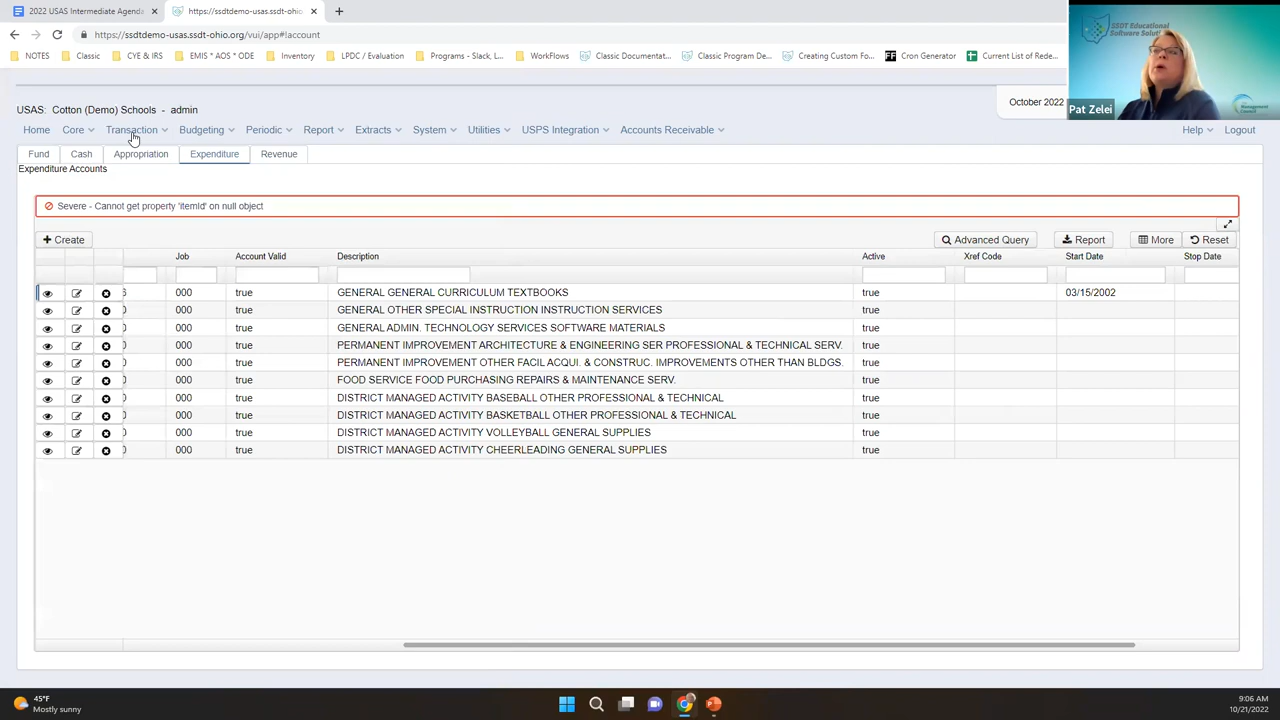 2022 USAS Intermediate Agenda
https://ssdtdemo-usas.ssdt-ohio
https://ssdtdemo-usas.ssdt-ohio.org/vui/app#!account
NOTES Classic CYE & IRS EMIS * AOS * ODE Inventory LPDC / Evaluation Programs - Slack, L... WorkFlows Classic Documentat... Classic Program De... Creating Custom Fo... Cron Generator Current List of Rede...
SSDT Educational
Software Solutions
Management
Council
Pat Zelei
October 2022
USAS: Cotton (Demo) Schools - admin
Home Core Transaction Budgeting Periodic Report Extracts System Utilities USPS Integration Accounts Receivable Help Logout
Fund Cash Appropriation Expenditure Revenue
Expenditure Accounts
Severe - Cannot get property 'itemId' on null object
Create Advanced Query Report More Reset
Job Account Valid Description Active Xref Code Start Date Stop Date
000 true GENERAL GENERAL CURRICULUM TEXTBOOKS true 03/15/2002
000 true GENERAL OTHER SPECIAL INSTRUCTION INSTRUCTION SERVICES true
000 true GENERAL ADMIN. TECHNOLOGY SERVICES SOFTWARE MATERIALS true
000 true PERMANENT IMPROVEMENT ARCHITECTURE & ENGINEERING SER PROFESSIONAL & TECHNICAL SERV. true
000 true PERMANENT IMPROVEMENT OTHER FACIL ACQUI. & CONSTRUC. IMPROVEMENTS OTHER THAN BLDGS. true
000 true FOOD SERVICE FOOD PURCHASING REPAIRS & MAINTENANCE SERV. true
000 true DISTRICT MANAGED ACTIVITY BASEBALL OTHER PROFESSIONAL & TECHNICAL true
000 true DISTRICT MANAGED ACTIVITY BASKETBALL OTHER PROFESSIONAL & TECHNICAL true
000 true DISTRICT MANAGED ACTIVITY VOLLEYBALL GENERAL SUPPLIES true
000 true DISTRICT MANAGED ACTIVITY CHEERLEADING GENERAL SUPPLIES true
45°F
Mostly sunny
9:06 AM
10/21/2022